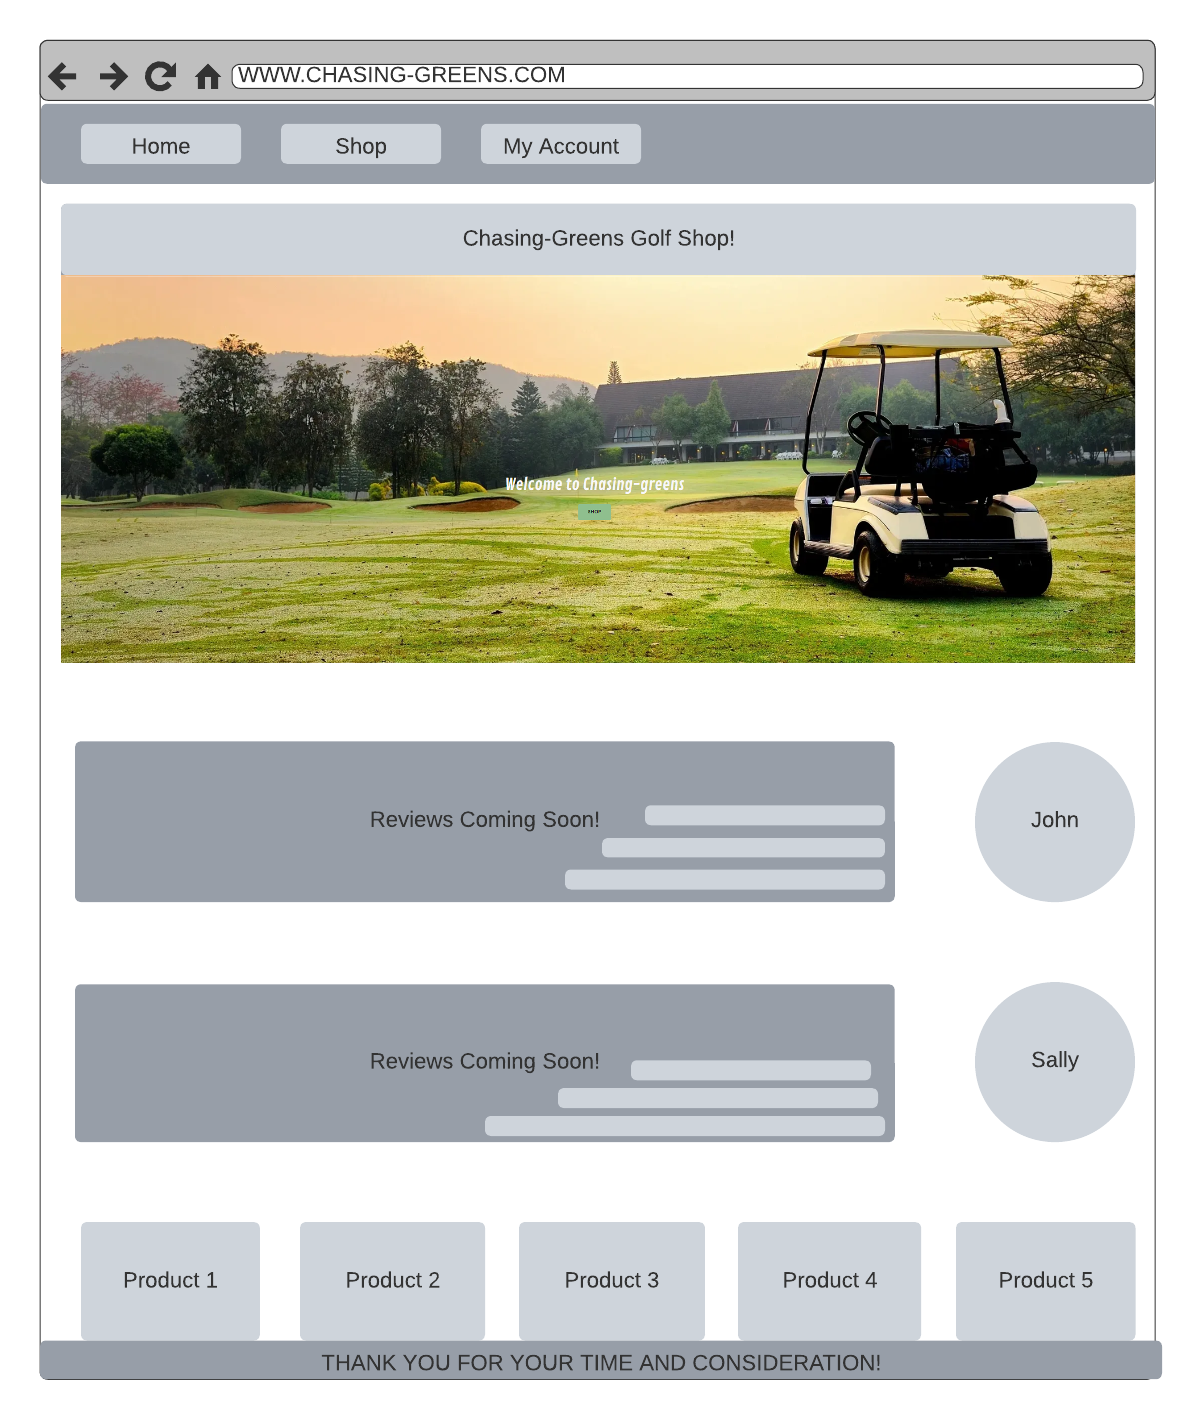 WWW.CHASING-GREENS.COM
Home
Shop
My Account
Chasing-Greens Golf Shop!
Welcome to Chasing-greens
SHOP
Reviews Coming Soon!
John
Reviews Coming Soon!
Sally
Product 1
Product 2
Product 3
Product 4
Product 5
THANK YOU FOR YOUR TIME AND CONSIDERATION!